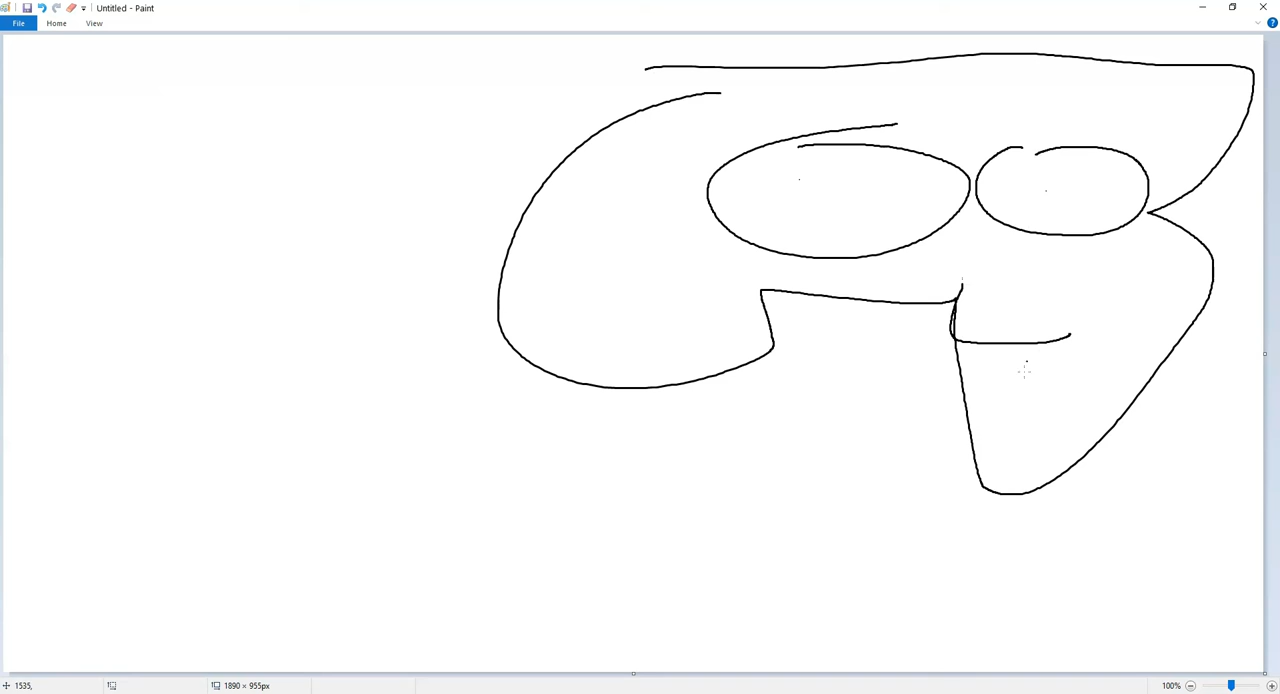 Untitled - Paint
File Home View
1535,
1890 × 955px
100%